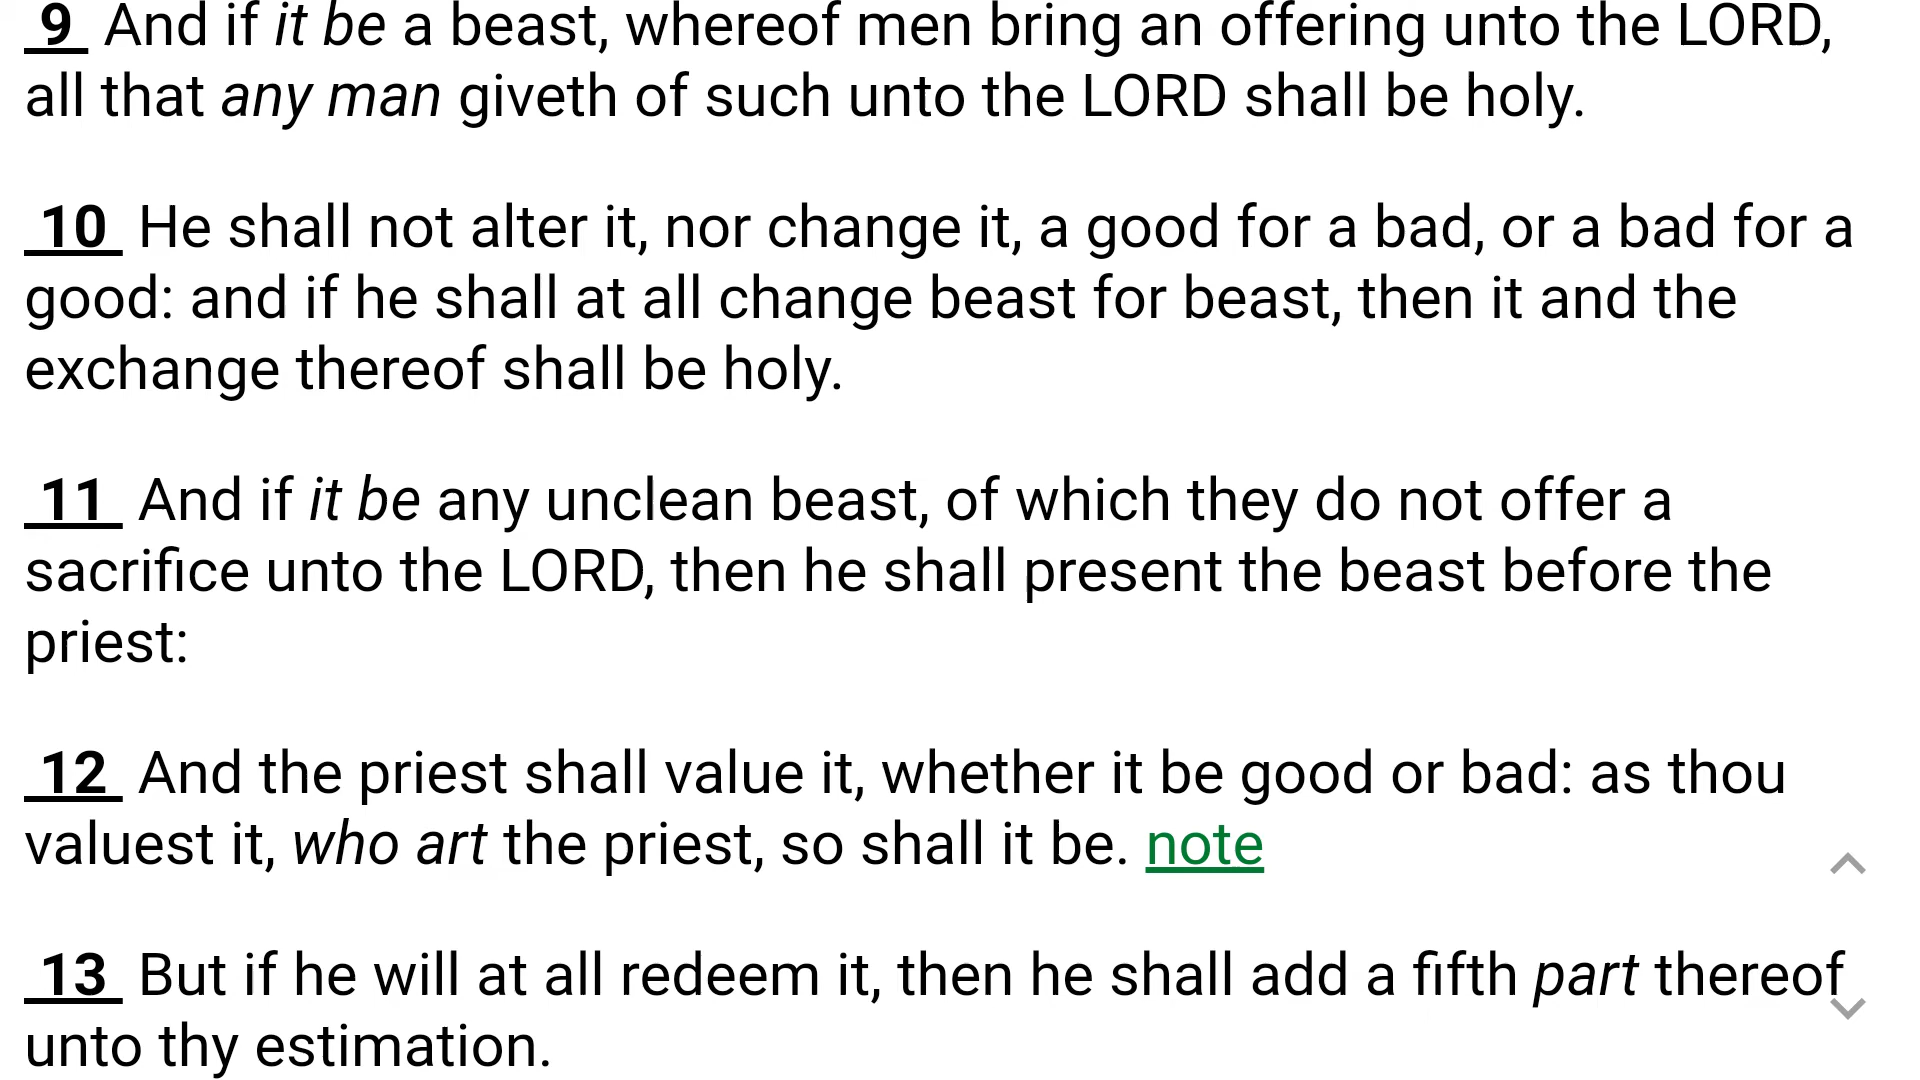 9 And if it be a beast, whereof men bring an offering unto the LORD,
all that any man giveth of such unto the LORD shall be holy.
10 He shall not alter it, nor change it, a good for a bad, or a bad for a
good: and if he shall at all change beast for beast, then it and the
exchange thereof shall be holy.
11 And if it be any unclean beast, of which they do not offer a
sacrifice unto the LORD, then he shall present the beast before the
priest:
12 And the priest shall value it, whether it be good or bad: as thou
valuest it, who art the priest, so shall it be. note
13 But if he will at all redeem it, then he shall add a fifth part thereof
unto thy estimation.